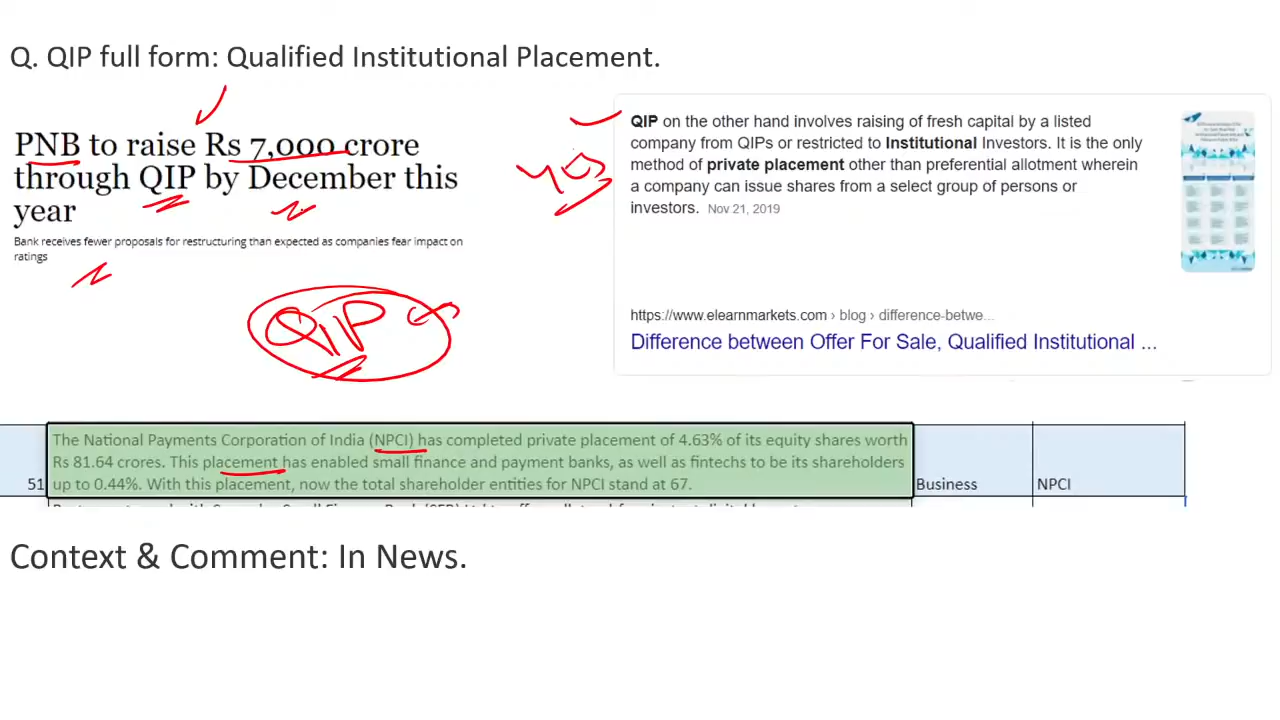 Q. QIP full form: Qualified Institutional Placement.
PNB to raise Rs 7,000 crore
through QIP by December this
year
Bank receives fewer proposals for restructuring than expected as companies fear impact on
ratings
QIP
QIP on the other hand involves raising of fresh capital by a listed
company from QIPs or restricted to Institutional Investors. It is the only
method of private placement other than preferential allotment wherein
a company can issue shares from a select group of persons or
investors. Nov 21, 2019
https://www.elearnmarkets.com › blog › difference-betwe...
Difference between Offer For Sale, Qualified Institutional ...
The National Payments Corporation of India (NPCI) has completed private placement of 4.63% of its equity shares worth
Rs 81.64 crores. This placement has enabled small finance and payment banks, as well as fintechs to be its shareholders
51 up to 0.44%. With this placement, now the total shareholder entities for NPCI stand at 67. Business NPCI
Context & Comment: In News.